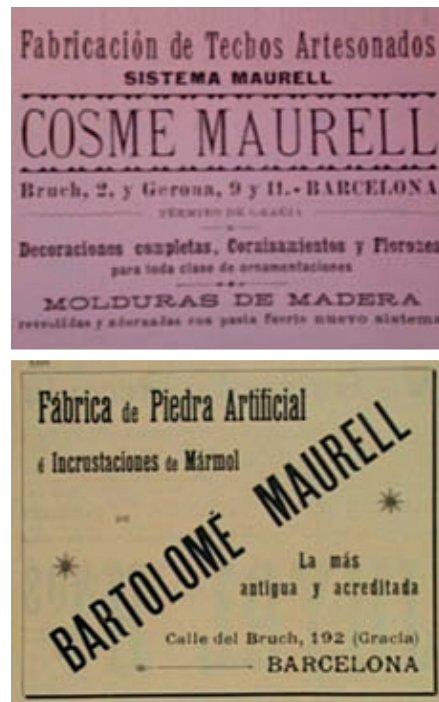 Fabricación de Techos Artesonados
SISTEMA MAURELL
COSME MAURELL
Bruch, 2, y Gerona, 9 y 11.- BARCELONA
TÉRMINO DE GRACIA
Decoraciones completas, Cornisamientos y Florones
para toda clase de ornamentaciones
MOLDURAS DE MADERA
revestidas y adornadas con pasta fuerte nuevo sistema
Fábrica de Piedra Artificial
é Incrustaciones de Mármol
DE
BARTOLOMÉ MAURELL
La más
antigua y acreditada
Calle del Bruch, 192 (Gracia)
BARCELONA